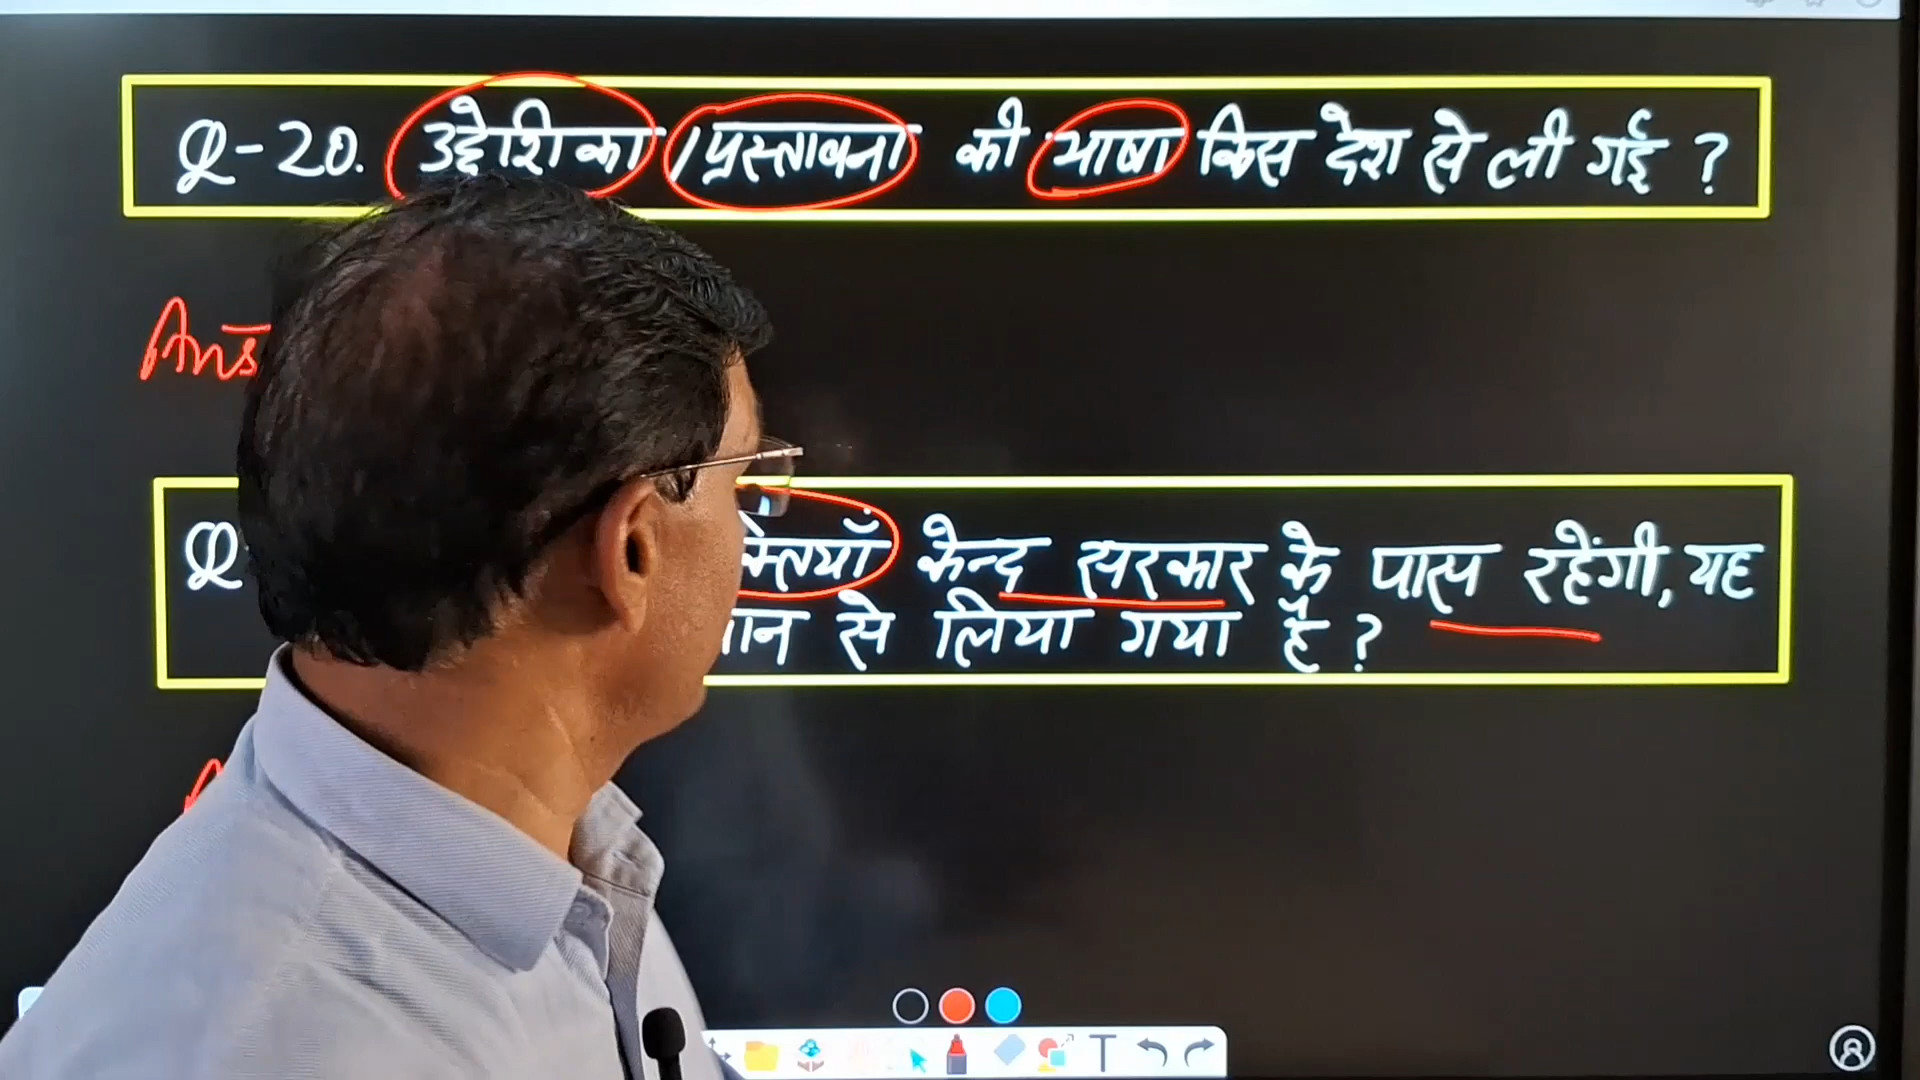 Q-20. उद्देशिका /प्रस्तावना की भाषा किस देश से ली गई ?
Ans
Q- केन्द सरकार के पास रहेंगी, यह
से लिया गया है ?
T